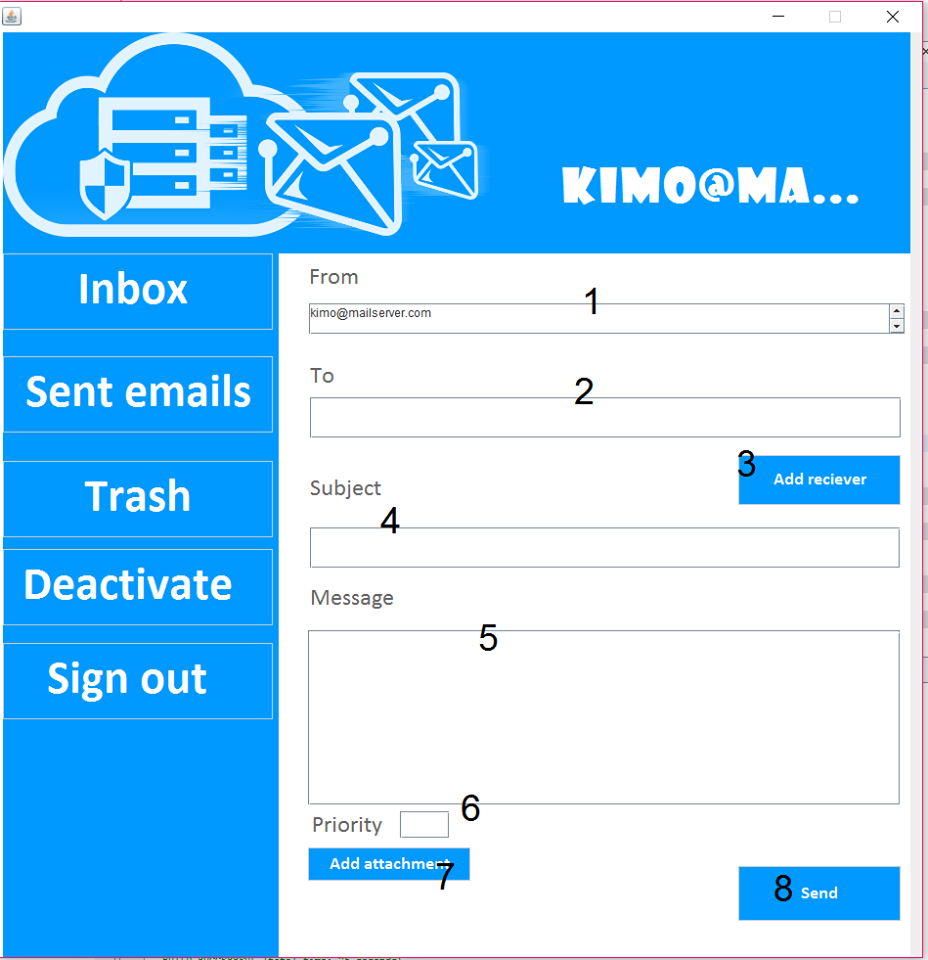 KIMO@MA...
Inbox
Sent emails
Trash
Deactivate
Sign out
From
1
kimo@mailserver.com
To
2
3
Add reciever
Subject
4
Message
5
6
Priority
Add attachment
7
8
Send